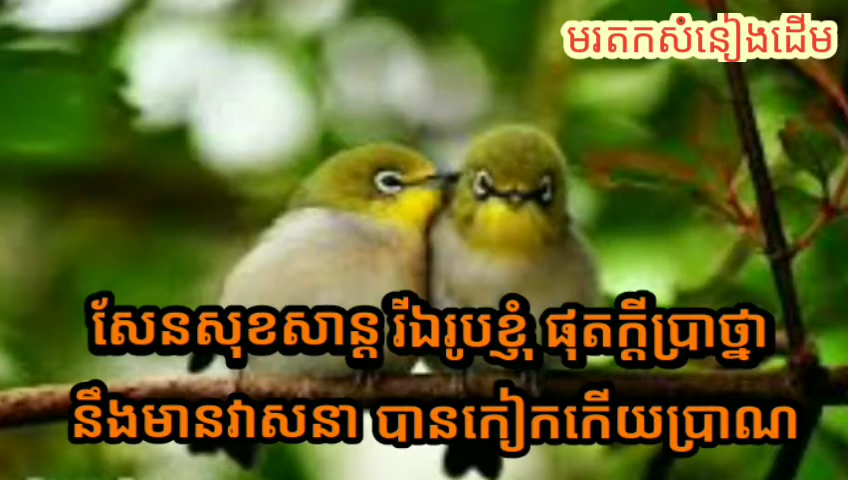 មរតកសំនៀងដើម
សែនសុខសាន្ត រីឯរូបខ្ញុំ ផុតក្ដីប្រាថ្នា
នឹងមានវាសនា បានកៀកកើយប្រាណ